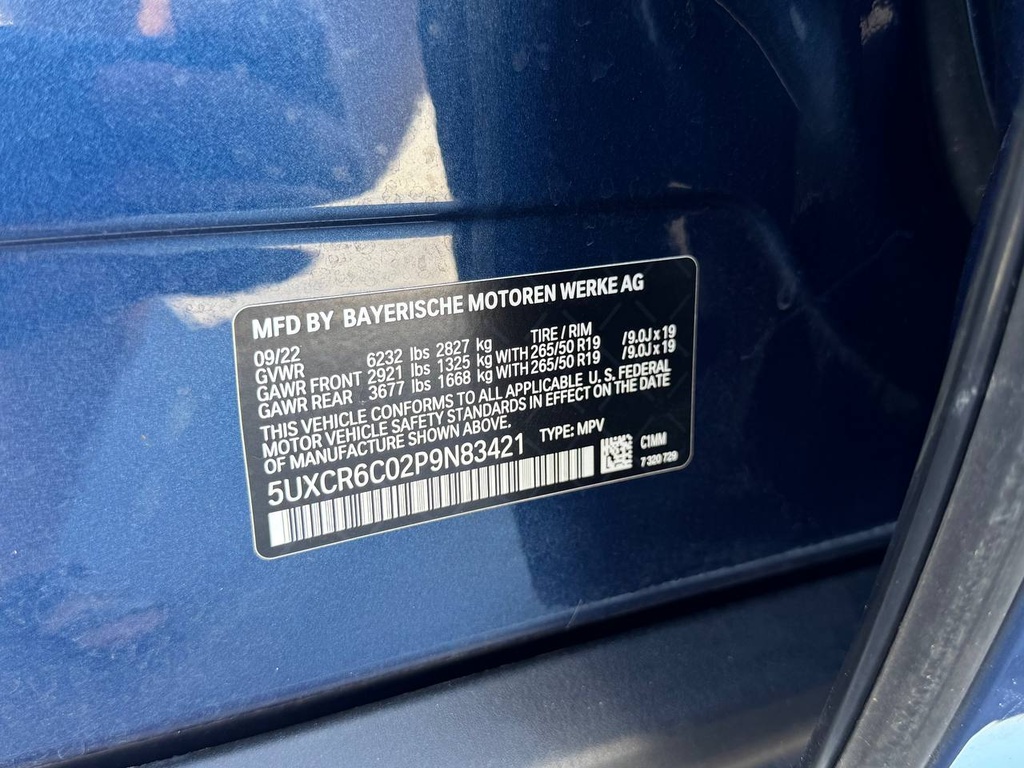 MFD BY BAYERISCHE MOTOREN WERKE AG
09/22 TIRE / RIM
GVWR 6232 lbs 2827 kg
GAWR FRONT 2921 lbs 1325 kg WITH 265/50 R19 /9.0J x 19
GAWR REAR 3677 lbs 1668 kg WITH 265/50 R19 /9.0J x 19
THIS VEHICLE CONFORMS TO ALL APPLICABLE U.S. FEDERAL
MOTOR VEHICLE SAFETY STANDARDS IN EFFECT ON THE DATE
OF MANUFACTURE SHOWN ABOVE.
5UXCR6C02P9N83421 TYPE: MPV
C1MM
7 320 729